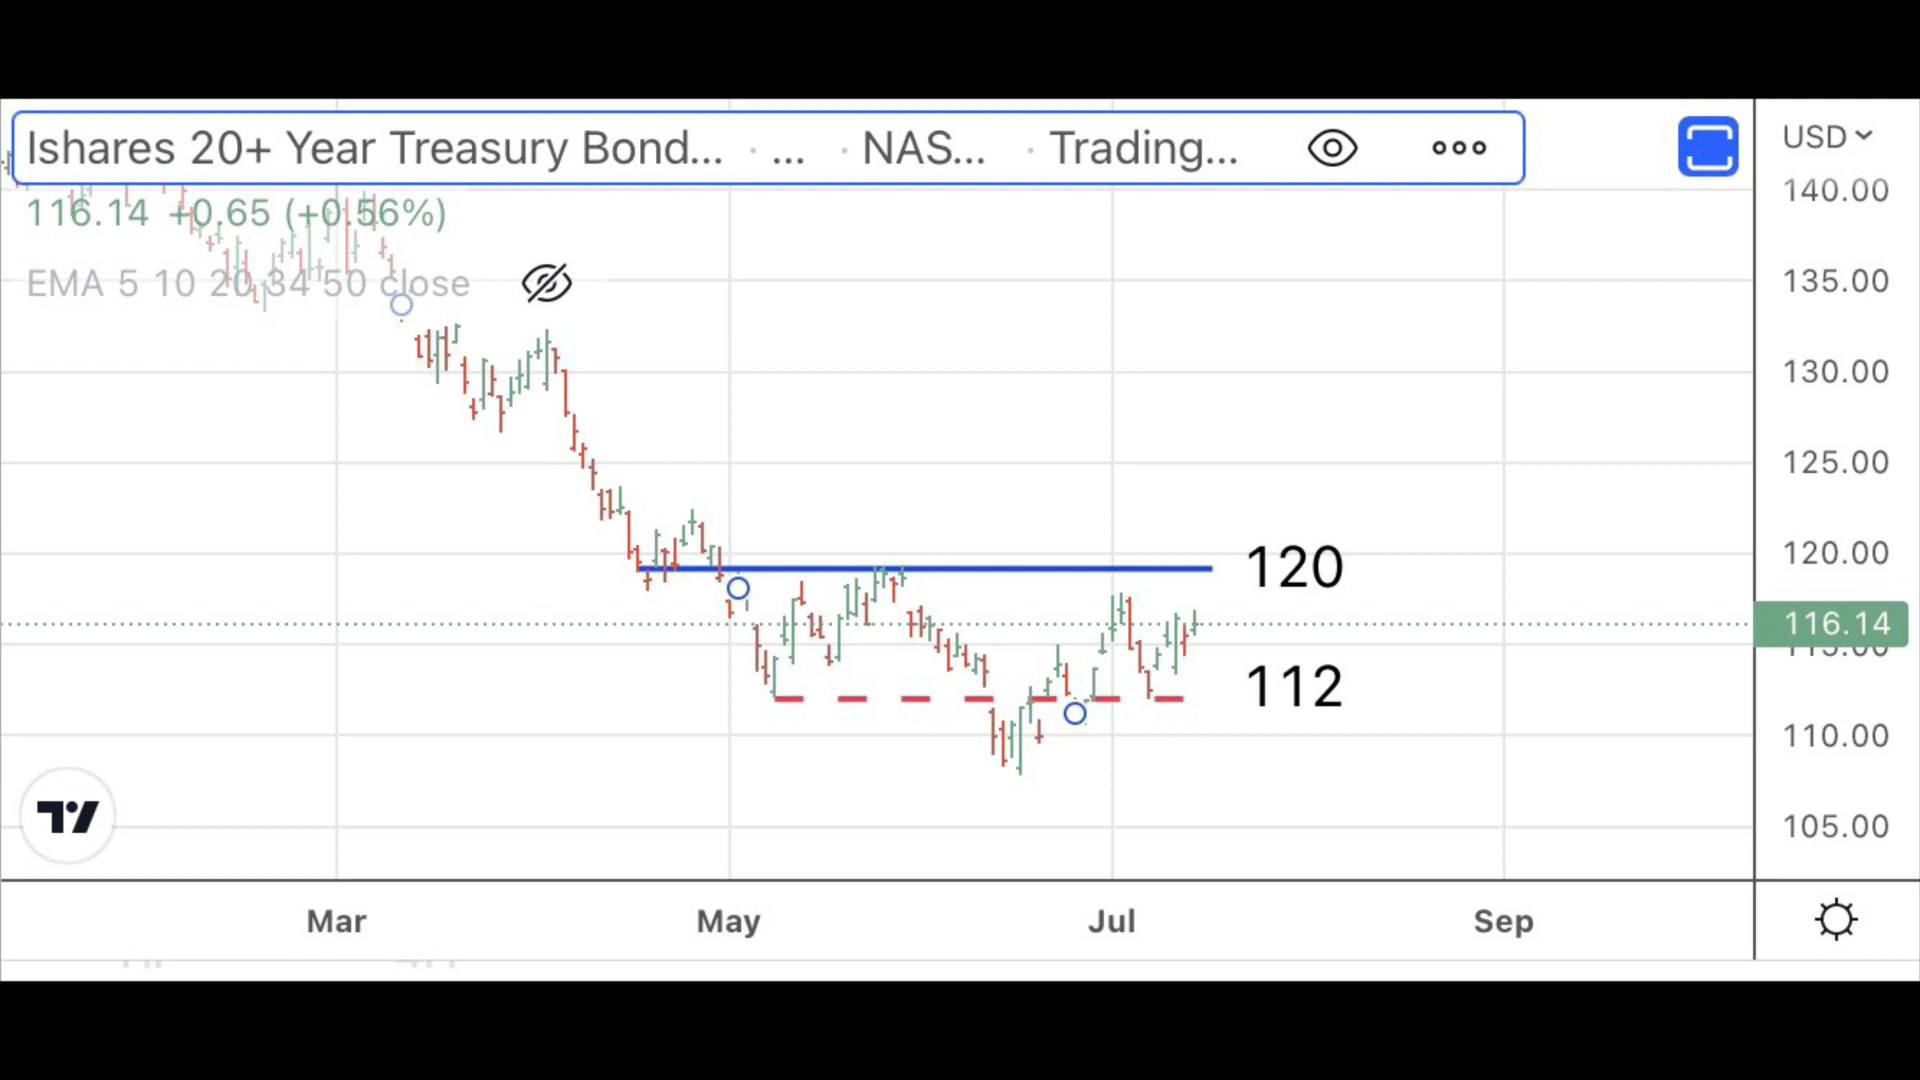 Ishares 20+ Year Treasury Bond... · ... · NAS... · Trading...
USD
116.14 +0.65 (+0.56%)
EMA 5 10 20 34 50 close
140.00
135.00
130.00
125.00
120.00
116.14
115.00
110.00
105.00
120
112
Mar
May
Jul
Sep